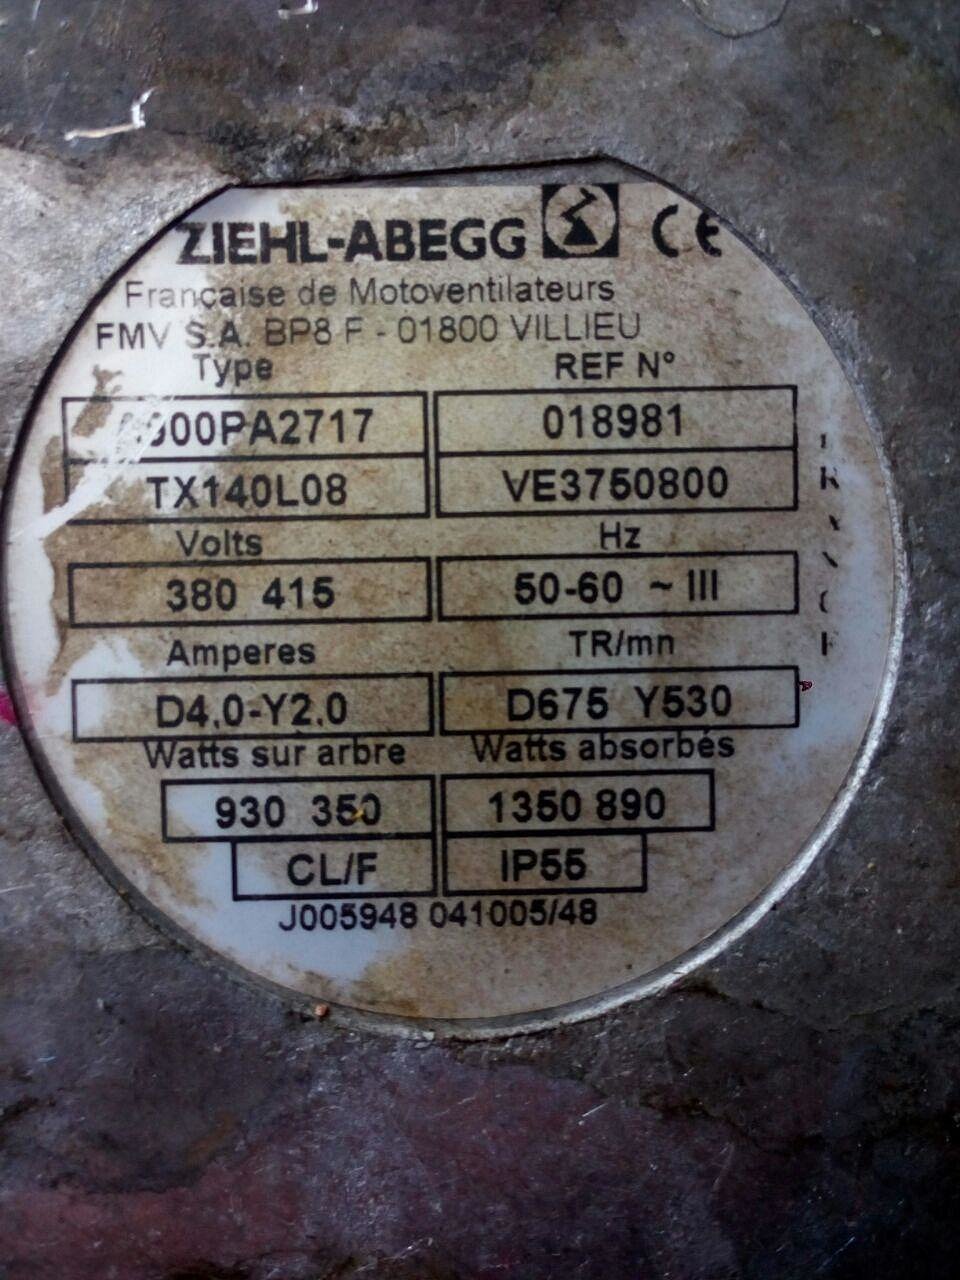 ZIEHL-ABEGG CE
Française de Motoventilateurs
FMV S.A. BP8 F - 01800 VILLIEU
Type REF N°
018981
TX140L08 VE3750800
Volts Hz
380 415 50-60 ~ III
Amperes TR/mn
D4.0-Y2.0 D675 Y530
Watts sur arbre Watts absorbés
930 350 1350 890
CL/F IP55
J005948 041005/48